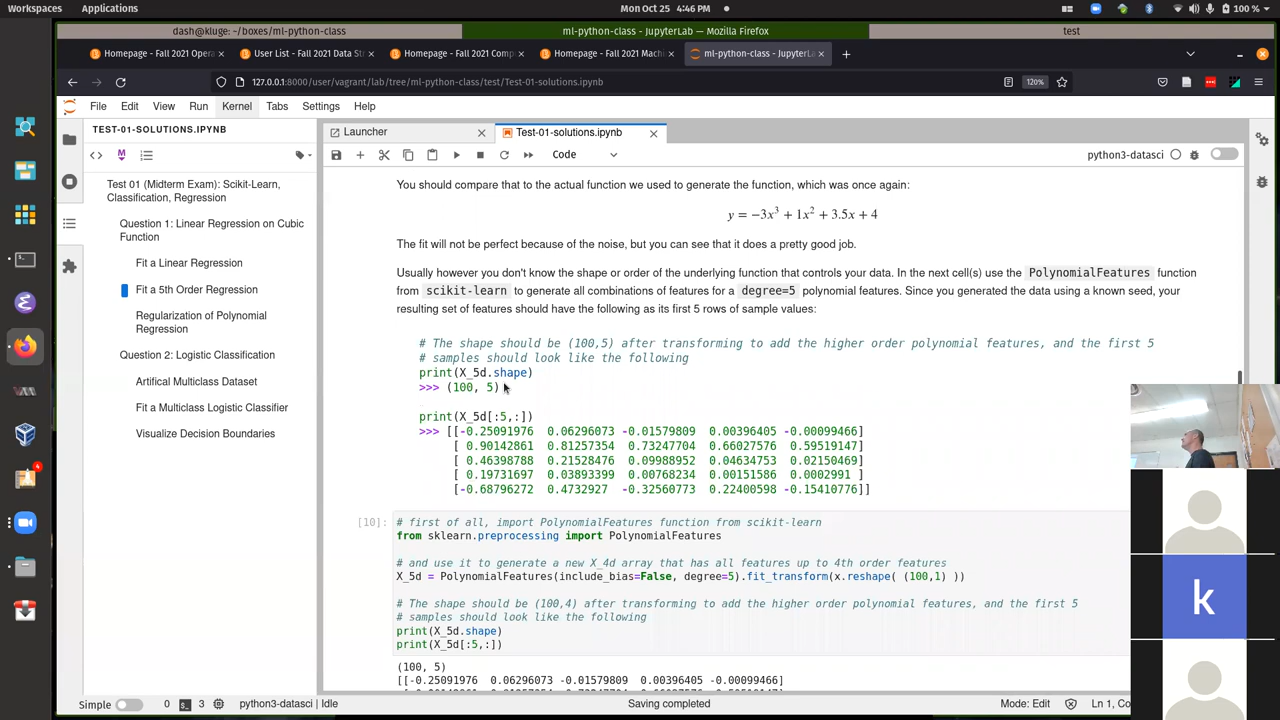 Workspaces Applications Mon Oct 25 4:46 PM 100 %
dash@kluge: ~/boxes/ml-python-class ml-python-class - JupyterLab — Mozilla Firefox test
Homepage - Fall 2021 Opera User List - Fall 2021 Data St Homepage - Fall 2021 Comp Homepage - Fall 2021 Machi ml-python-class - JupyterLab
127.0.0.1:8000/user/vagrant/lab/tree/ml-python-class/test/Test-01-solutions.ipynb 120%
File Edit View Run Kernel Tabs Settings Help
TEST-01-SOLUTIONS.IPYNB
Launcher Test-01-solutions.ipynb
Code python3-datasci
Test 01 (Midterm Exam): Scikit-Learn,
Classification, Regression
Question 1: Linear Regression on Cubic
Function
Fit a Linear Regression
Fit a 5th Order Regression
Regularization of Polynomial
Regression
Question 2: Logistic Classification
Artifical Multiclass Dataset
Fit a Multiclass Logistic Classifier
Visualize Decision Boundaries
You should compare that to the actual function we used to generate the function, which was once again:
y = −3x³ + 1x² + 3.5x + 4
The fit will not be perfect because of the noise, but you can see that it does a pretty good job.
Usually however you don't know the shape or order of the underlying function that controls your data. In the next cell(s) use the PolynomialFeatures function
from scikit-learn to generate all combinations of features for a degree=5 polynomial features. Since you generated the data using a known seed, your
resulting set of features should have the following as its first 5 rows of sample values:
# The shape should be (100,5) after transforming to add the higher order polynomial features, and the first 5
# samples should look like the following
print(X_5d.shape)
>>> (100, 5)
print(X_5d[:5,:])
>>> [[-0.25091976 0.06296073 -0.01579809 0.00396405 -0.00099466]
[ 0.90142861 0.81257354 0.73247704 0.66027576 0.59519147]
[ 0.46398788 0.21528476 0.09988952 0.04634753 0.02150469]
[ 0.19731697 0.03893399 0.00768234 0.00151586 0.0002991 ]
[-0.68796272 0.4732927 -0.32560773 0.22400598 -0.15410776]]
[10]: # first of all, import PolynomialFeatures function from scikit-learn
from sklearn.preprocessing import PolynomialFeatures
# and use it to generate a new X_4d array that has all features up to 4th order features
X_5d = PolynomialFeatures(include_bias=False, degree=5).fit_transform(x.reshape( (100,1) ))
# The shape should be (100,4) after transforming to add the higher order polynomial features, and the first 5
# samples should look like the following
print(X_5d.shape)
print(X_5d[:5,:])
(100, 5)
[[-0.25091976 0.06296073 -0.01579809 0.00396405 -0.00099466]
k
4
Simple 0 3 python3-datasci | Idle Saving completed Mode: Edit Ln 1, Co